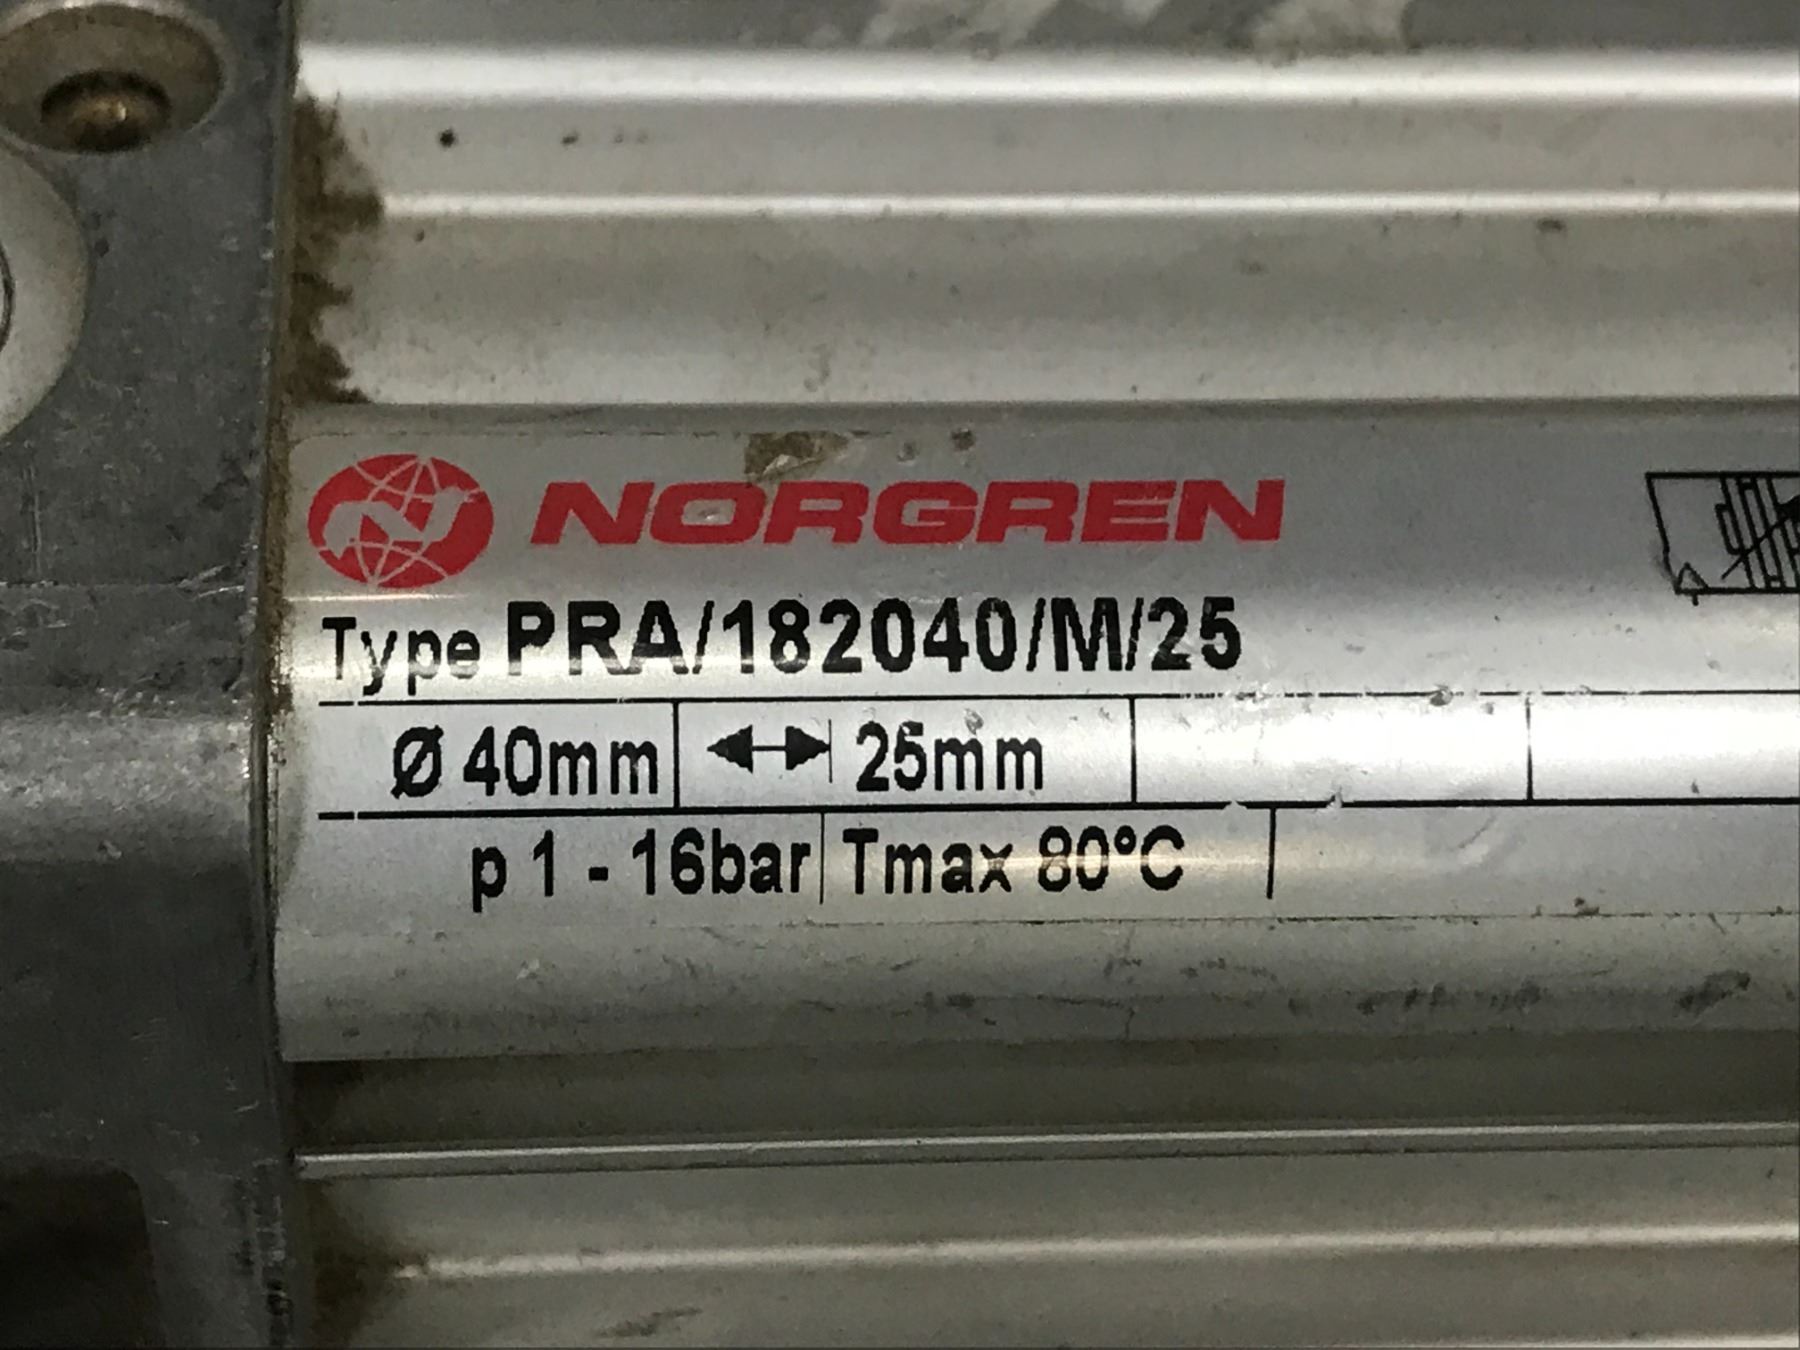 NORGREN
Type PRA/182040/M/25
Ø 40mm 25mm
p 1 - 16bar Tmax 80°C